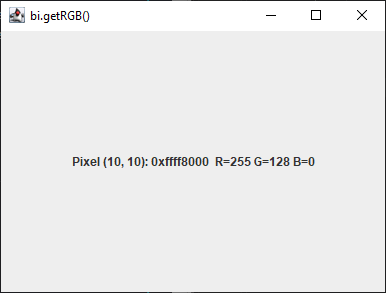 bi.getRGB()
Pixel (10, 10): 0xffff8000  R=255 G=128 B=0